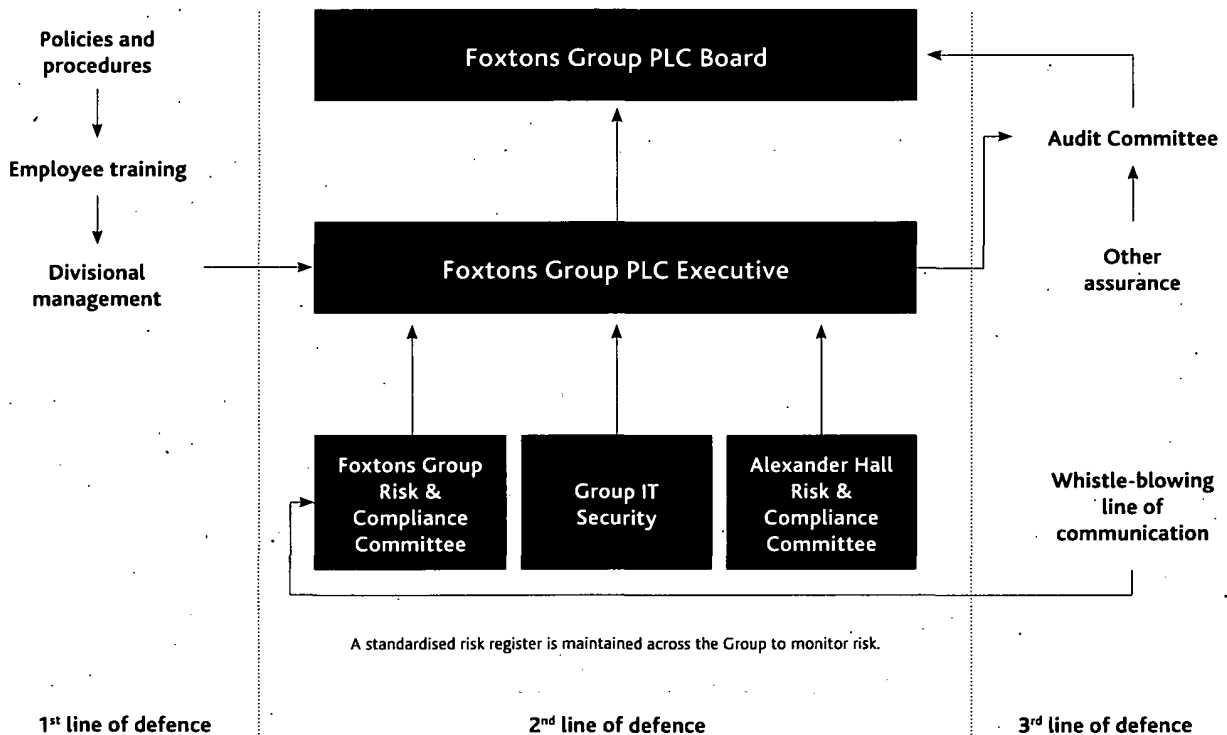 Policies and
procedures
Employee training
Divisional
management
1st line of defence
Foxtons Group PLC Board
Foxtons Group PLC Executive
Foxtons Group
Risk &
Compliance
Committee
Group IT
Security
Alexander Hall
Risk &
Compliance
Committee
A standardised risk register is maintained across the Group to monitor risk.
2nd line of defence
Audit Committee
Other
assurance
Whistle-blowing
line of
communication
3rd line of defence